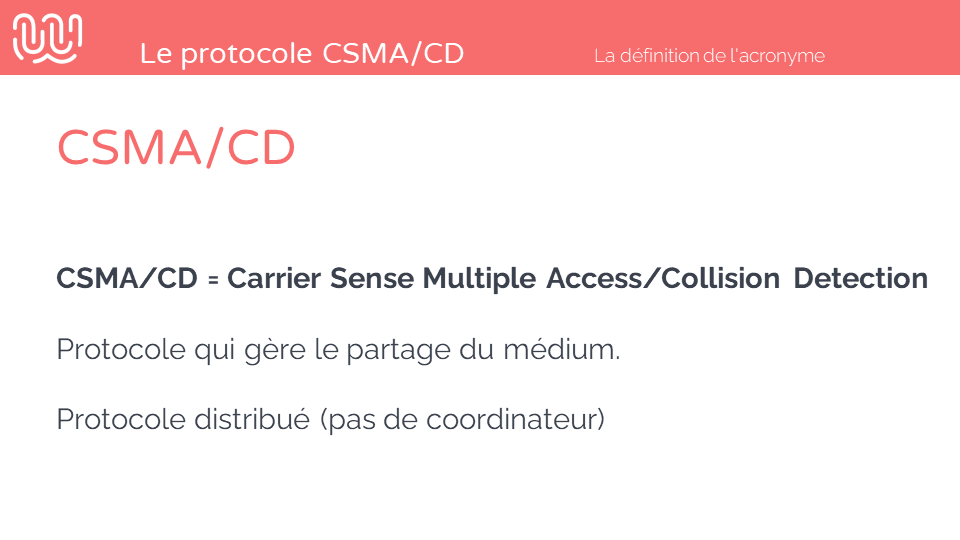 Le protocole CSMA/CD
La définition de l'acronyme
CSMA/CD
CSMA/CD = Carrier Sense Multiple Access/Collision Detection
Protocole qui gère le partage du médium.
Protocole distribué (pas de coordinateur)